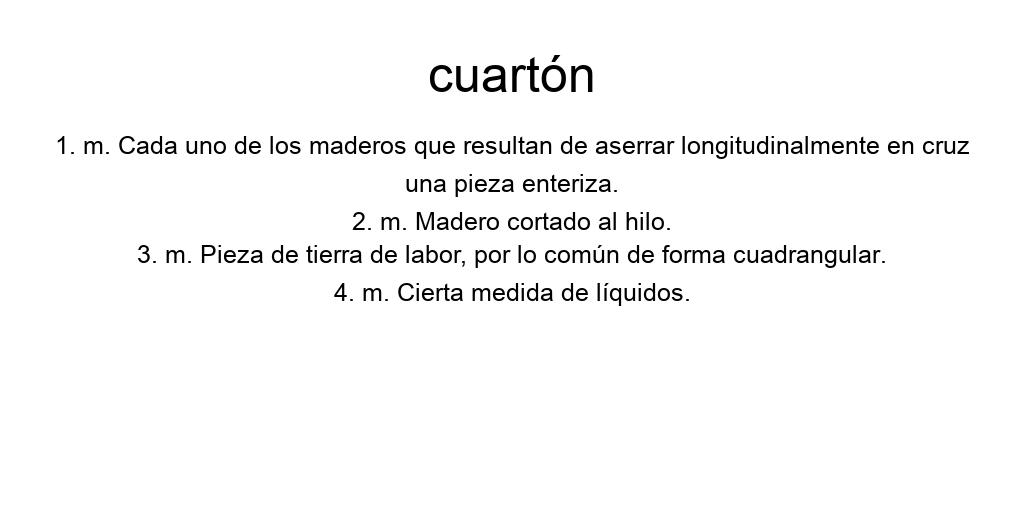 cuartón
1. m. Cada uno de los maderos que resultan de aserrar longitudinalmente en cruz
una pieza enteriza.
2. m. Madero cortado al hilo.
3. m. Pieza de tierra de labor, por lo común de forma cuadrangular.
4. m. Cierta medida de líquidos.